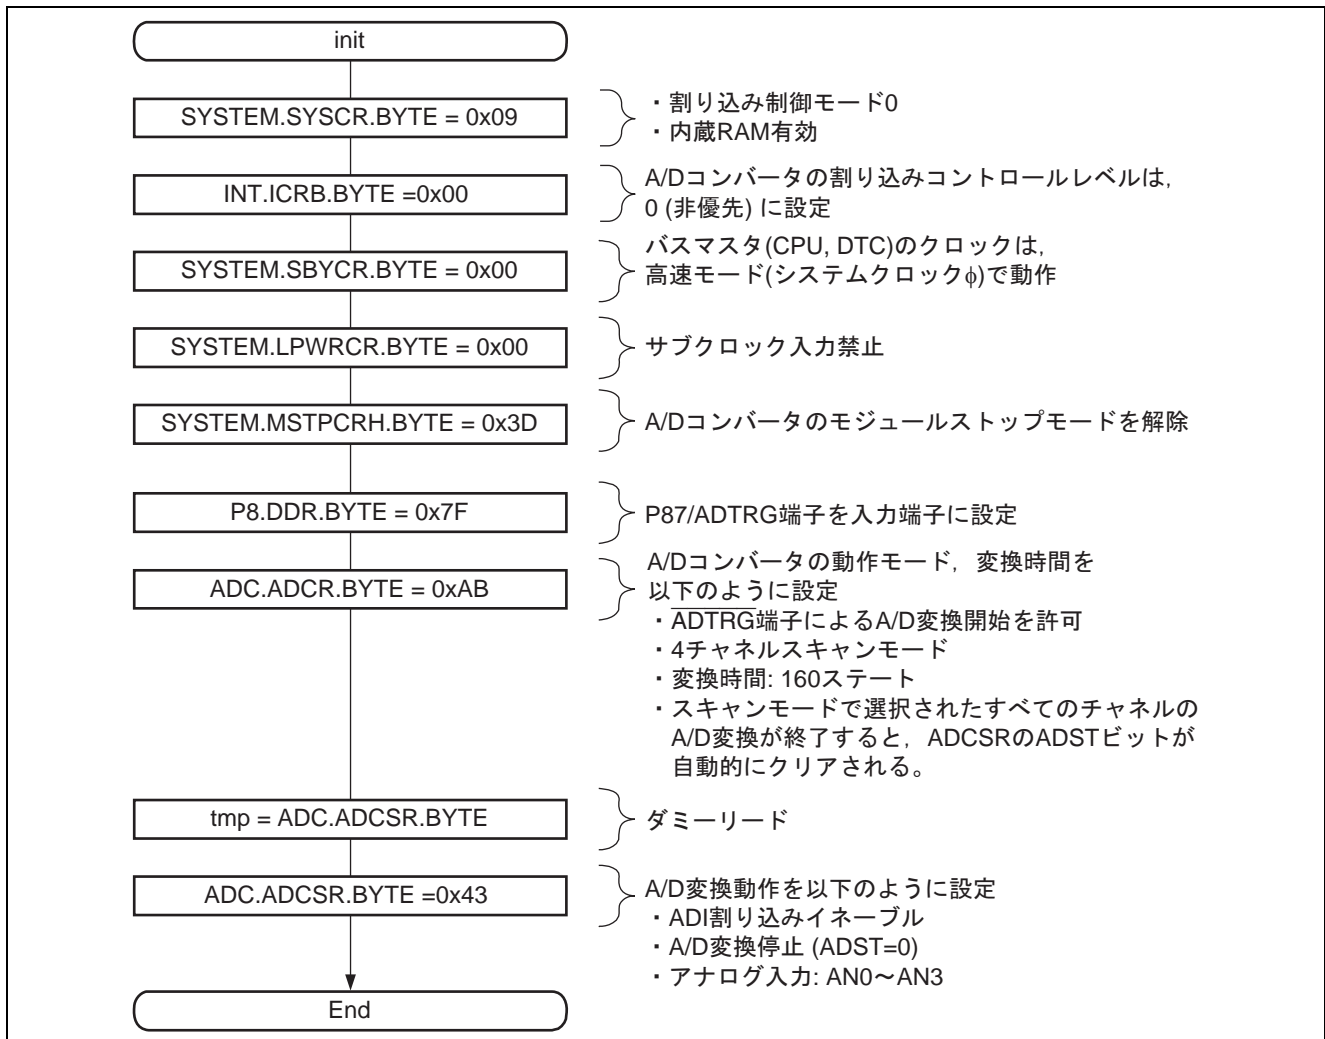 init
SYSTEM.SYSCR.BYTE = 0x09
・割り込み制御モード0
・内蔵RAM有効
INT.ICRB.BYTE =0x00
A/Dコンバータの割り込みコントロールレベルは,
0 (非優先) に設定
SYSTEM.SBYCR.BYTE = 0x00
バスマスタ(CPU, DTC)のクロックは,
高速モード(システムクロックφ)で動作
SYSTEM.LPWRCR.BYTE = 0x00
サブクロック入力禁止
SYSTEM.MSTPCRH.BYTE = 0x3D
A/Dコンバータのモジュールストップモードを解除
P8.DDR.BYTE = 0x7F
P87/ADTRG端子を入力端子に設定
ADC.ADCR.BYTE = 0xAB
A/Dコンバータの動作モード, 変換時間を
以下のように設定
・ADTRG端子によるA/D変換開始を許可
・4チャネルスキャンモード
・変換時間: 160ステート
・スキャンモードで選択されたすべてのチャネルの
A/D変換が終了すると, ADCSRのADSTビットが
自動的にクリアされる。
tmp = ADC.ADCSR.BYTE
ダミーリード
ADC.ADCSR.BYTE =0x43
A/D変換動作を以下のように設定
・ADI割り込みイネーブル
・A/D変換停止 (ADST=0)
・アナログ入力: AN0～AN3
End